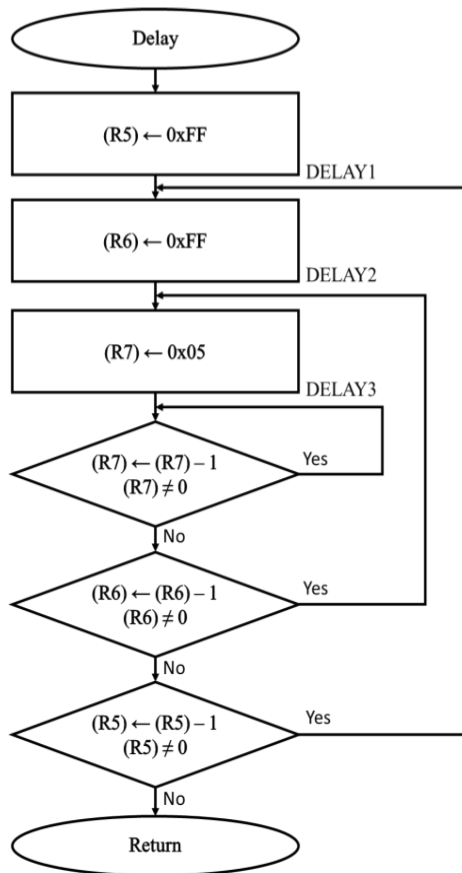 Delay
(R5) ← 0xFF
DELAY1
(R6) ← 0xFF
DELAY2
(R7) ← 0x05
DELAY3
(R7) ← (R7) – 1
(R7) ≠ 0
Yes
No
(R6) ← (R6) – 1
(R6) ≠ 0
Yes
No
(R5) ← (R5) – 1
(R5) ≠ 0
Yes
No
Return